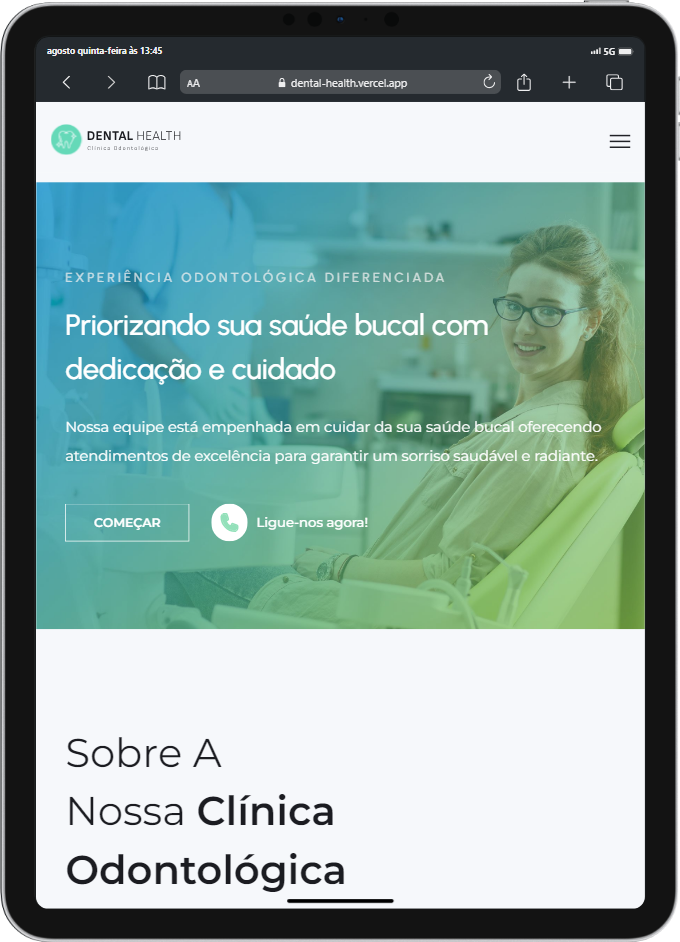 agosto quinta-feira às 13:45
5G
AA
dental-health.vercel.app
DENTAL HEALTH
Clínica Odontológica
EXPERIÊNCIA ODONTOLÓGICA DIFERENCIADA
Priorizando sua saúde bucal com
dedicação e cuidado
Nossa equipe está empenhada em cuidar da sua saúde bucal oferecendo
atendimentos de excelência para garantir um sorriso saudável e radiante.
COMEÇAR
Ligue-nos agora!
Sobre A
Nossa Clínica
Odontológica